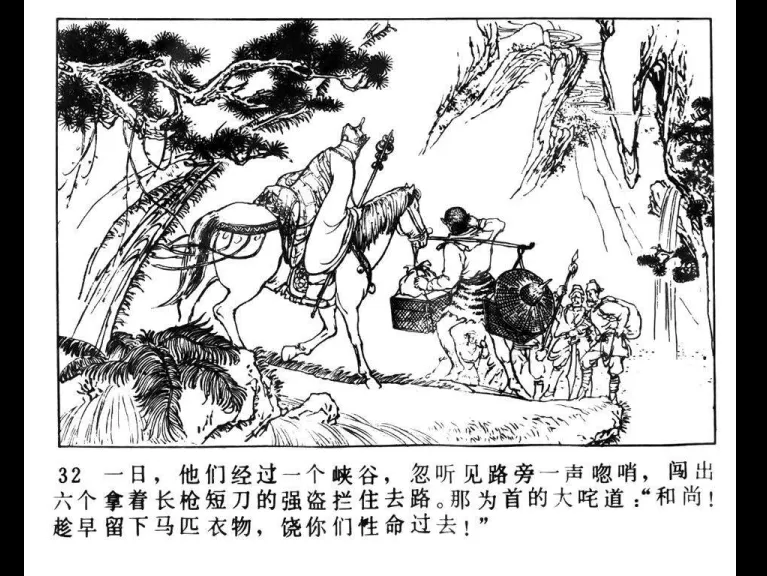 32 一日，他们经过一个峡谷，忽听见路旁一声唿哨，闯出
六个拿着长枪短刀的强盗拦住去路。那为首的大咤道：“和尚！
趁早留下马匹衣物，饶你们性命过去！”